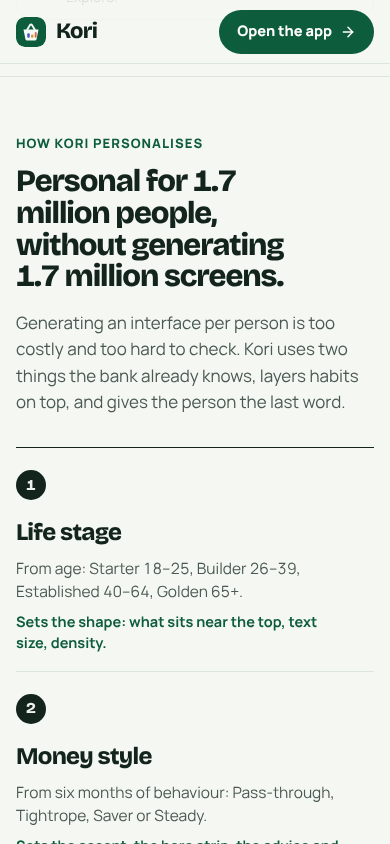 Kori
Open the app →
HOW KORI PERSONALISES
Personal for 1.7
million people,
without generating
1.7 million screens.
Generating an interface per person is too
costly and too hard to check. Kori uses two
things the bank already knows, layers habits
on top, and gives the person the last word.
1
Life stage
From age: Starter 18–25, Builder 26–39,
Established 40–64, Golden 65+.
Sets the shape: what sits near the top, text
size, density.
2
Money style
From six months of behaviour: Pass-through,
Tightrope, Saver or Steady.